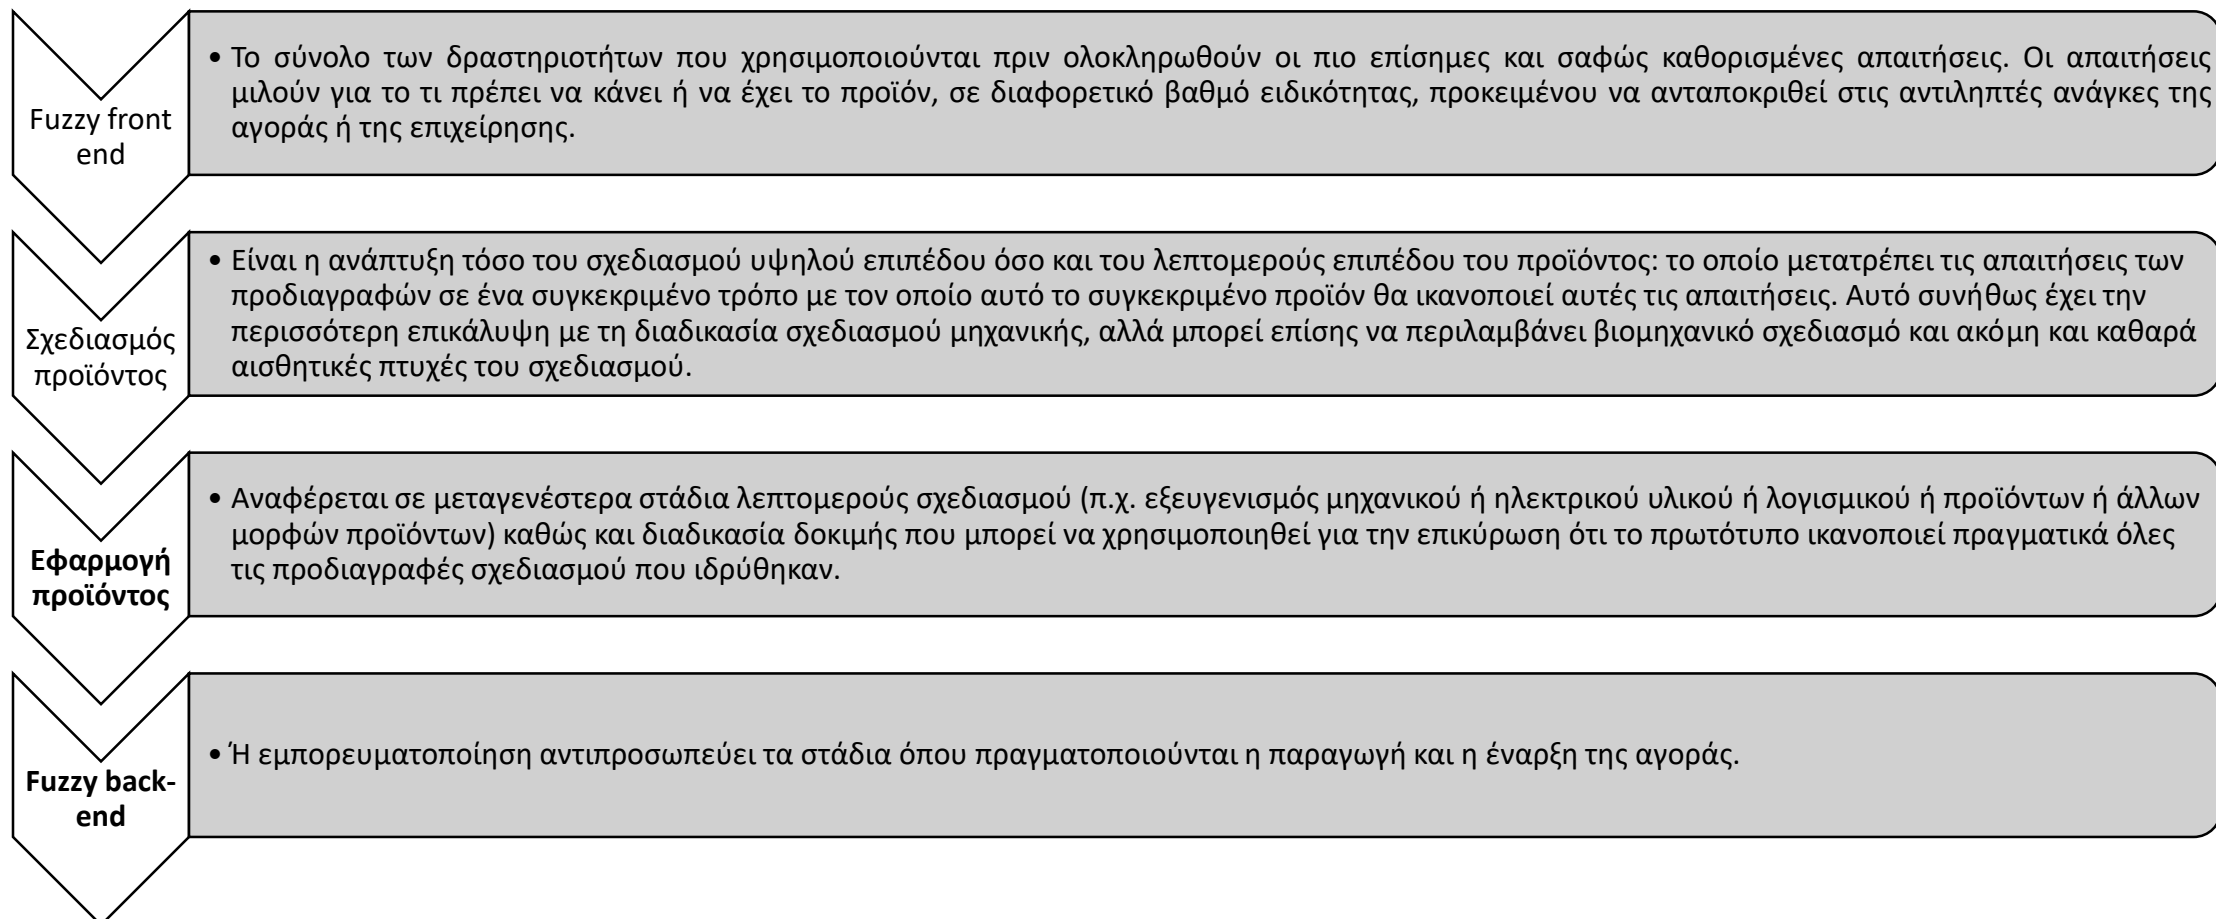 Fuzzy front
end
• Το σύνολο των δραστηριοτήτων που χρησιμοποιούνται πριν ολοκληρωθούν οι πιο επίσημες και σαφώς καθορισμένες απαιτήσεις. Οι απαιτήσεις
μιλούν για το τι πρέπει να κάνει ή να έχει το προϊόν, σε διαφορετικό βαθμό ειδικότητας, προκειμένου να ανταποκριθεί στις αντιληπτές ανάγκες της
αγοράς ή της επιχείρησης.
Σχεδιασμός
προϊόντος
• Είναι η ανάπτυξη τόσο του σχεδιασμού υψηλού επιπέδου όσο και του λεπτομερούς επιπέδου του προϊόντος: το οποίο μετατρέπει τις απαιτήσεις των
προδιαγραφών σε ένα συγκεκριμένο τρόπο με τον οποίο αυτό το συγκεκριμένο προϊόν θα ικανοποιεί αυτές τις απαιτήσεις. Αυτό συνήθως έχει την
περισσότερη επικάλυψη με τη διαδικασία σχεδιασμού μηχανικής, αλλά μπορεί επίσης να περιλαμβάνει βιομηχανικό σχεδιασμό και ακόμη και καθαρά
αισθητικές πτυχές του σχεδιασμού.
Εφαρμογή
προϊόντος
• Αναφέρεται σε μεταγενέστερα στάδια λεπτομερούς σχεδιασμού (π.χ. εξευγενισμός μηχανικού ή ηλεκτρικού υλικού ή λογισμικού ή προϊόντων ή άλλων
μορφών προϊόντων) καθώς και διαδικασία δοκιμής που μπορεί να χρησιμοποιηθεί για την επικύρωση ότι το πρωτότυπο ικανοποιεί πραγματικά όλες
τις προδιαγραφές σχεδιασμού που ιδρύθηκαν.
Fuzzy back-
end
• Ή εμπορευματοποίηση αντιπροσωπεύει τα στάδια όπου πραγματοποιούνται η παραγωγή και η έναρξη της αγοράς.